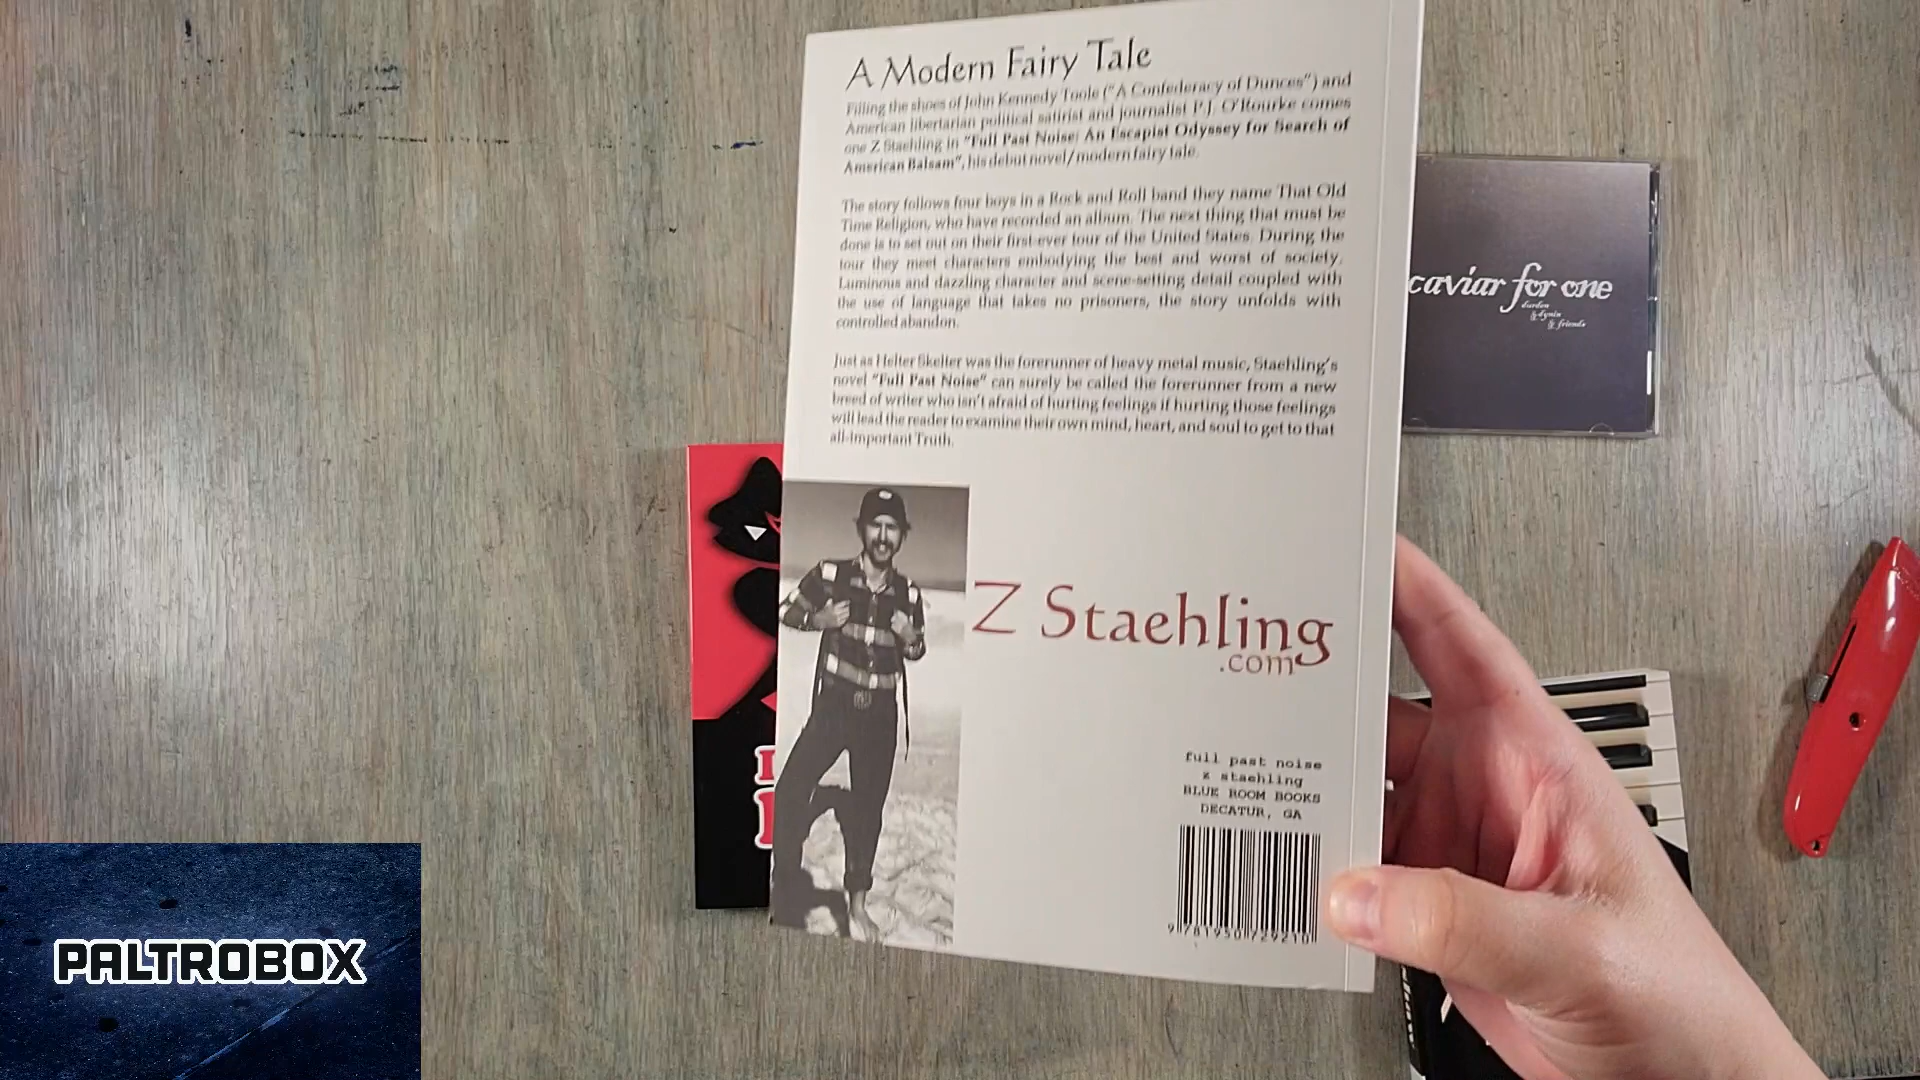 A Modern Fairy Tale
Filling the shoes of John Kennedy Toole ("A Confederacy of Dunces") and
American libertarian political satirist and journalist P.J. O'Rourke comes
one Z Staehling in "Full Past Noise: An Escapist Odyssey for Search of
American Balsam", his debut novel/modern fairy tale.
The story follows four boys in a Rock and Roll band they name That Old
Time Religion, who have recorded an album. The next thing that must be
done is to set out on their first-ever tour of the United States. During the
tour they meet characters embodying the best and worst of society.
Luminous and dazzling character and scene-setting detail coupled with
the use of language that takes no prisoners, the story unfolds with
controlled abandon.
Just as Helter Skelter was the forerunner of heavy metal music, Staehling's
novel "Full Past Noise" can surely be called the forerunner from a new
breed of writer who isn't afraid of hurting feelings if hurting those feelings
will lead the reader to examine their own mind, heart, and soul to get to that
all-important Truth.
Z Staehling
.com
full past noise
z staehling
BLUE ROOM BOOKS
DECATUR, GA
9 781950 729210
caviar for one
durdan
& dynin
& friends
PALTROBOX